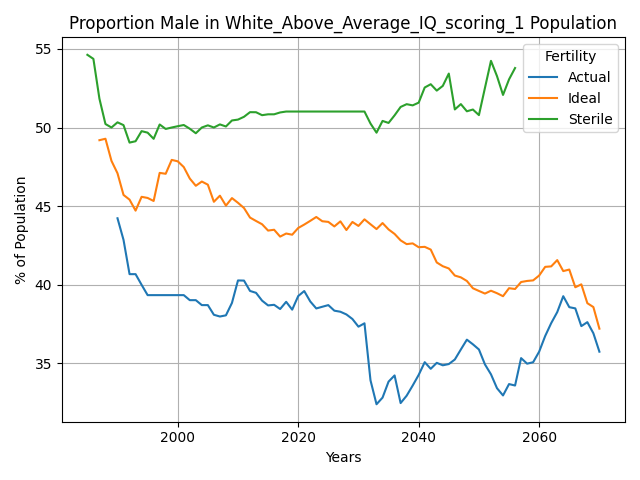 Proportion Male in White_Above_Average_IQ_scoring_1 Population
Fertility
Actual
Ideal
Sterile
% of Population
55
50
45
40
35
2000
2020
2040
2060
Years